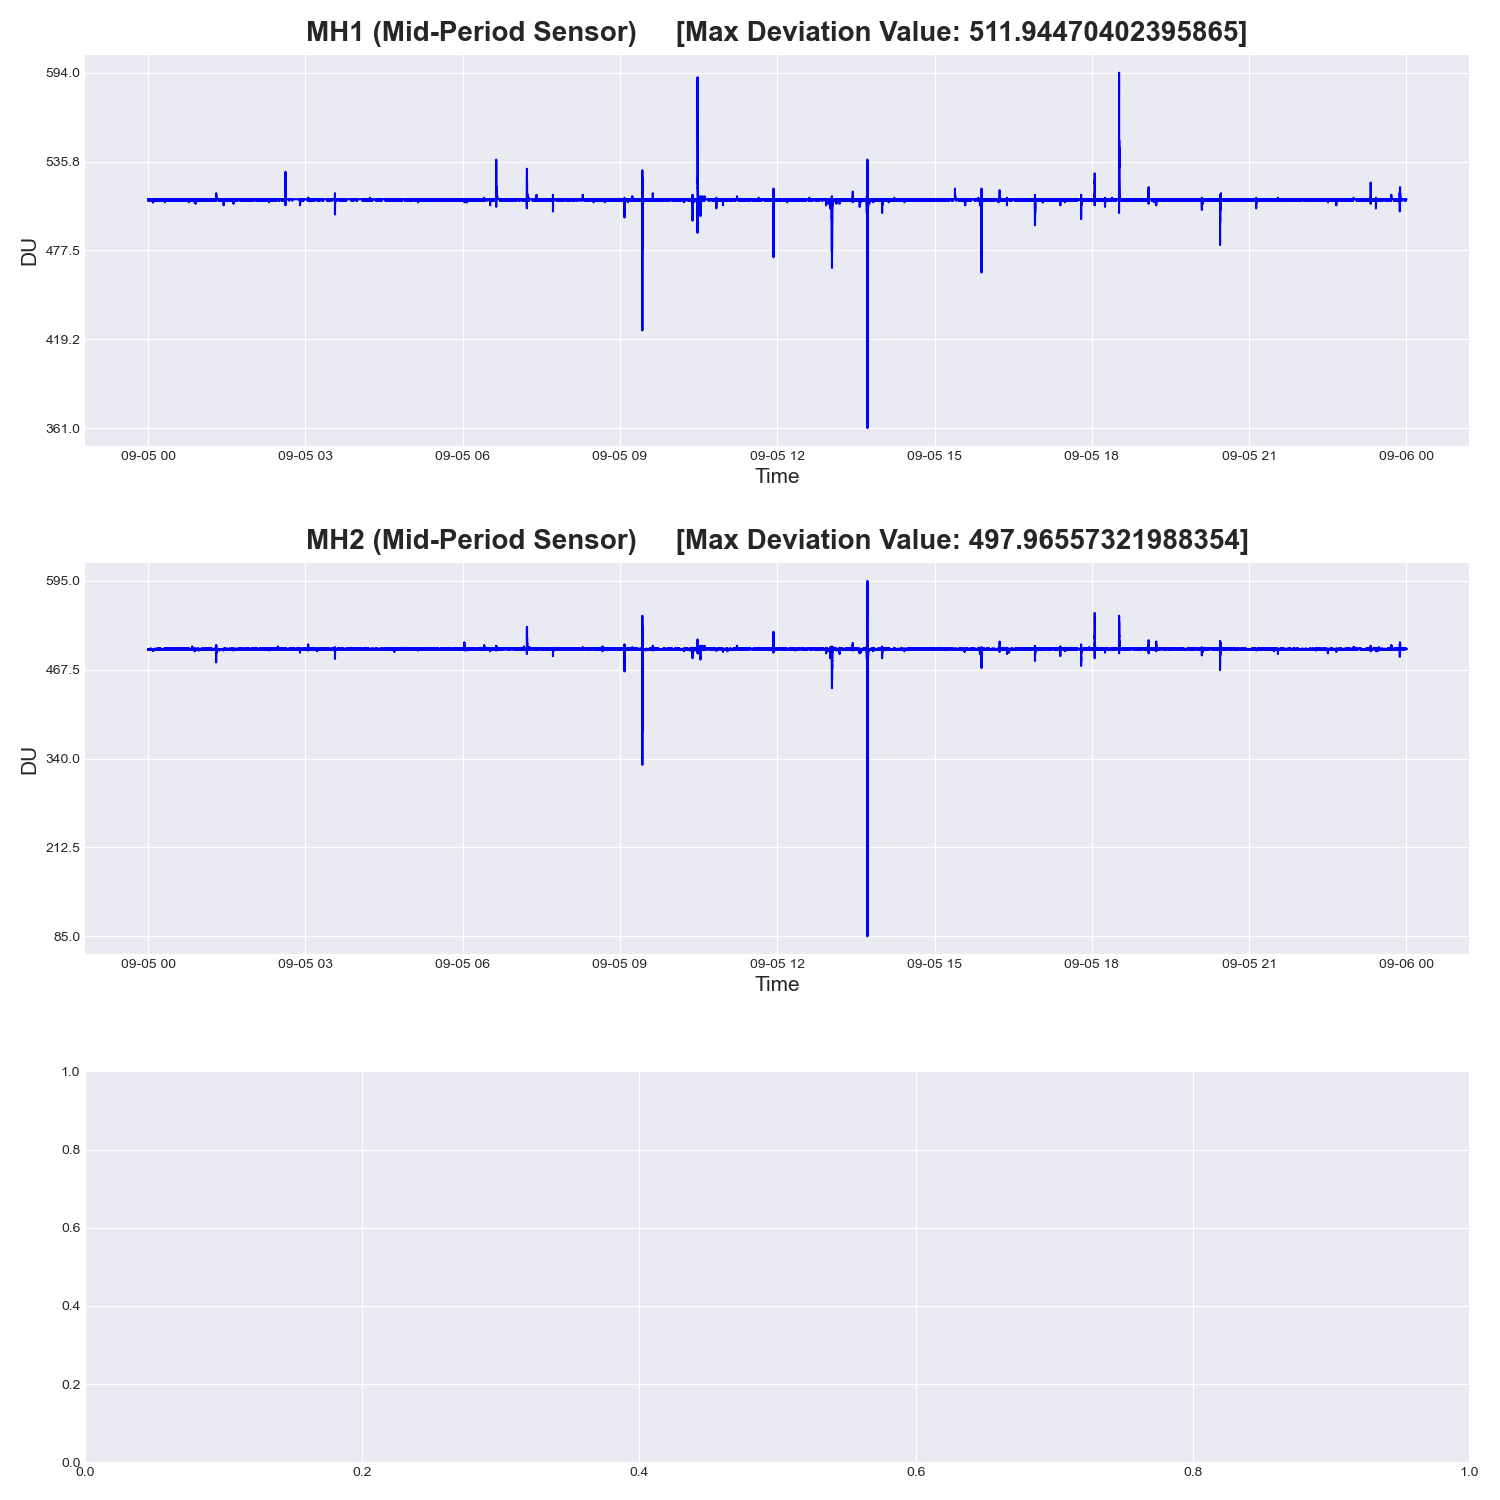 MH1 (Mid-Period Sensor) [Max Deviation Value: 511.94470402395865]
594.0
535.8
477.5
419.2
361.0
DU
09-05 00 09-05 03 09-05 06 09-05 09 09-05 12 09-05 15 09-05 18 09-05 21 09-06 00
Time
MH2 (Mid-Period Sensor) [Max Deviation Value: 497.96557321988354]
595.0
467.5
340.0
212.5
85.0
DU
09-05 00 09-05 03 09-05 06 09-05 09 09-05 12 09-05 15 09-05 18 09-05 21 09-06 00
Time
1.0
0.8
0.6
0.4
0.2
0.0
0.0 0.2 0.4 0.6 0.8 1.0